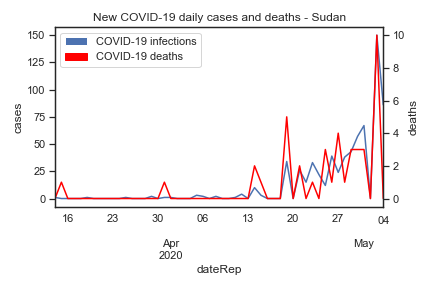 New COVID-19 daily cases and deaths - Sudan
COVID-19 infections
COVID-19 deaths
150
125
100
75
50
25
0
cases
10
8
6
4
2
0
deaths
16 23 30 06 13 20 27 04
Apr May
2020
dateRep